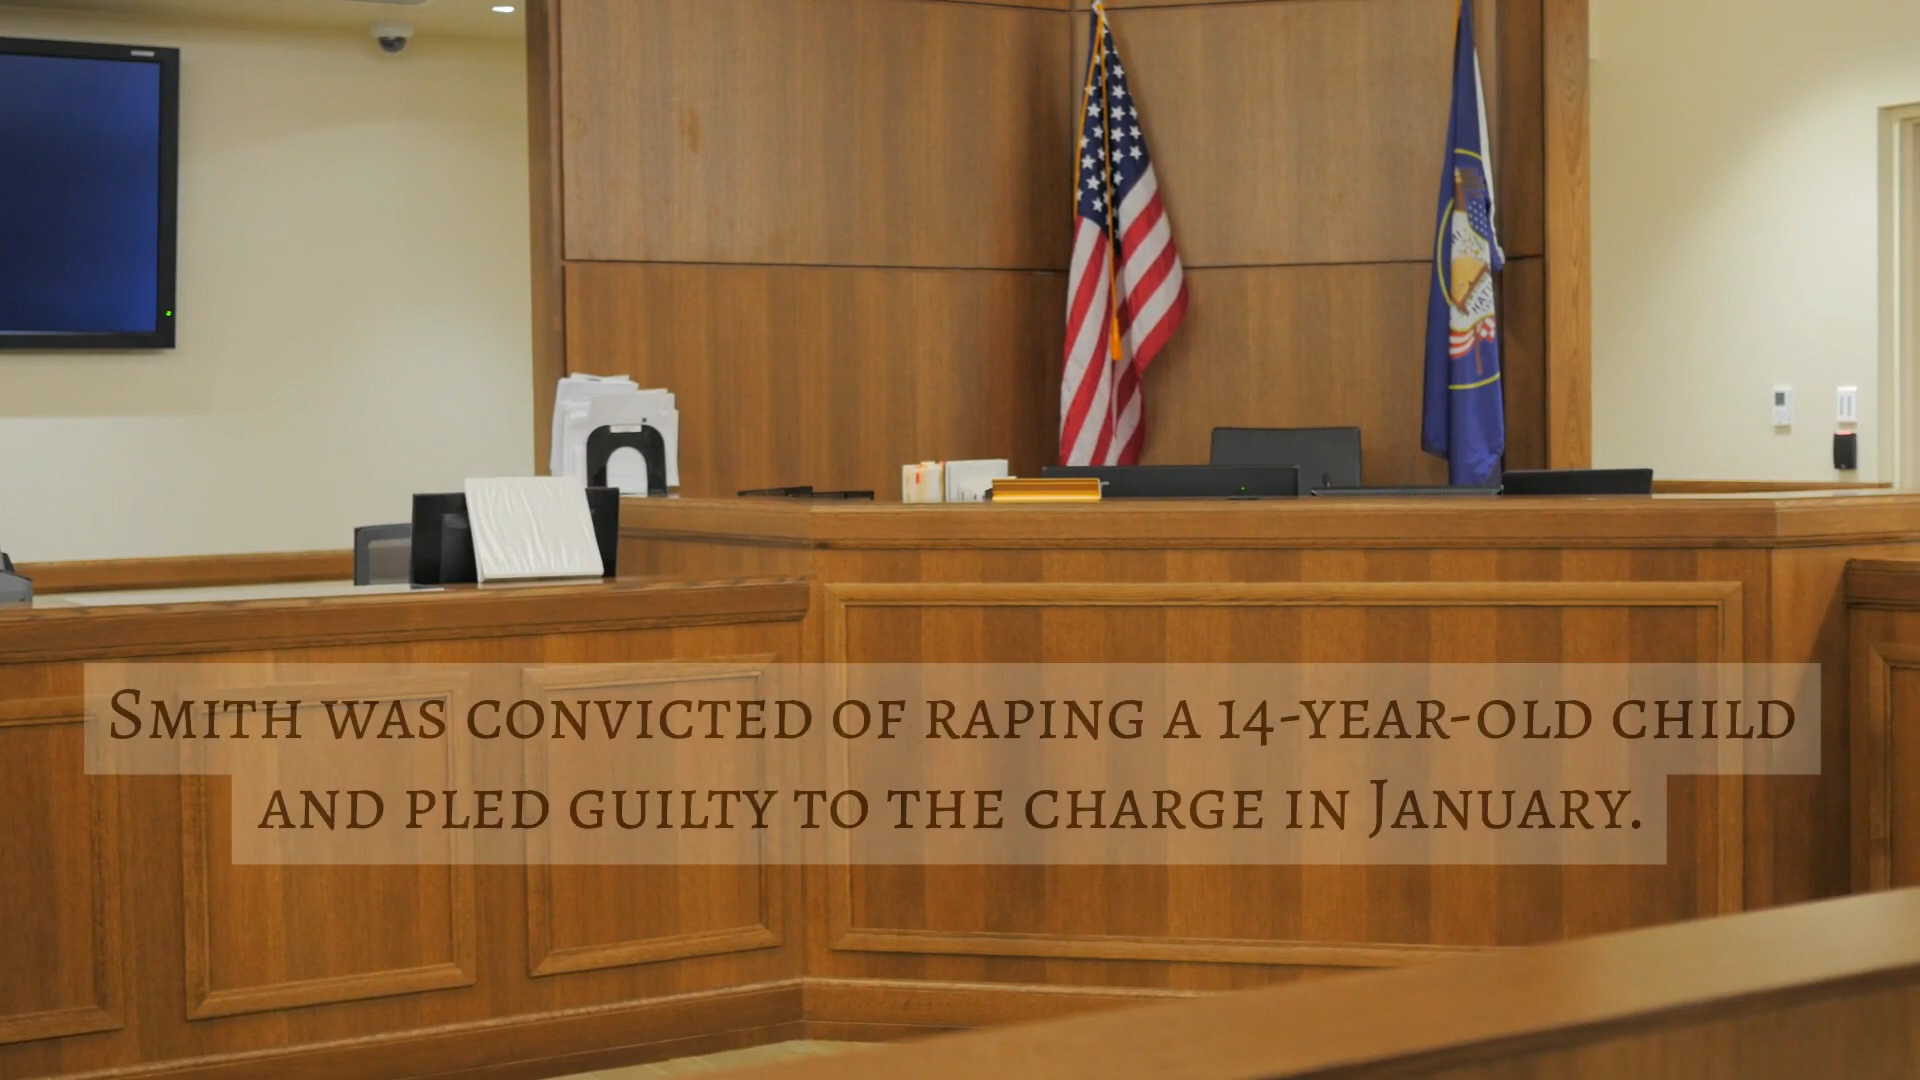 Smith was convicted of raping a 14-year-old child
and pled guilty to the charge in January.